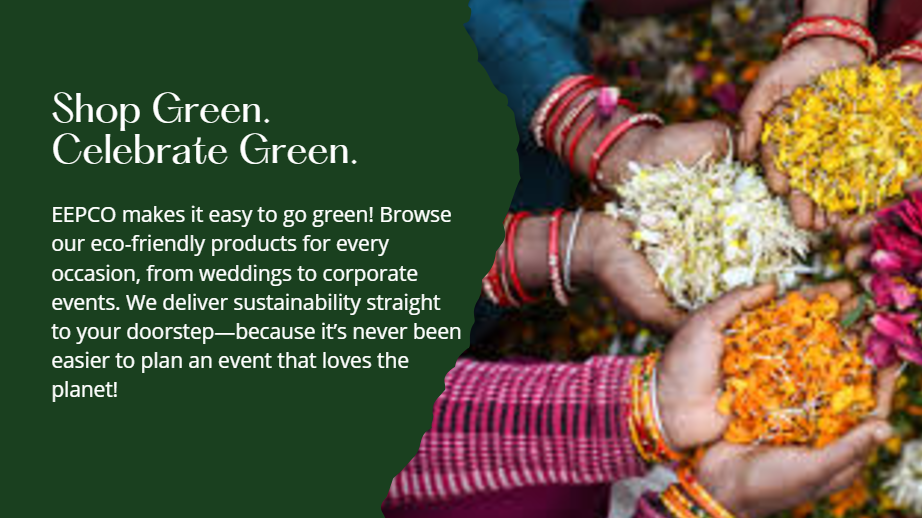 Shop Green.
Celebrate Green.
EEPCO makes it easy to go green! Browse
our eco-friendly products for every
occasion, from weddings to corporate
events. We deliver sustainability straight
to your doorstep—because it’s never been
easier to plan an event that loves the
planet!